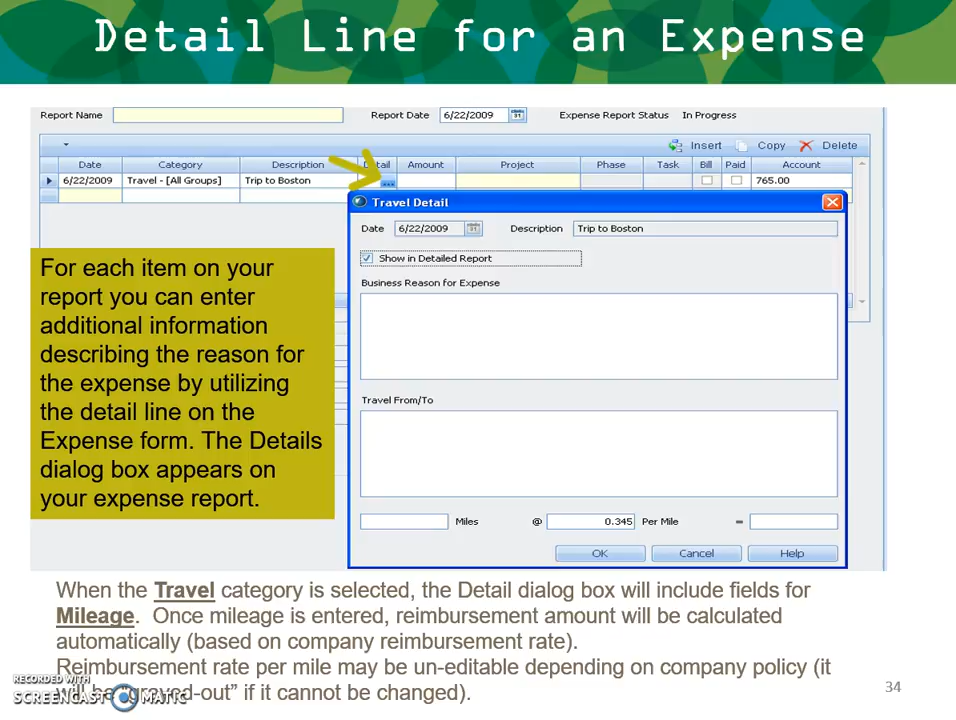 Detail Line for an Expense
Report Name Report Date 6/22/2009 Expense Report Status In Progress
Insert Copy Delete
Date Category Description Detail Amount Project Phase Task Bill Paid Account
6/22/2009 Travel - [All Groups] Trip to Boston ... 765.00
Travel Detail
Date 6/22/2009 Description Trip to Boston
Show in Detailed Report
Business Reason for Expense
Travel From/To
Miles @ 0.345 Per Mile =
OK Cancel Help
For each item on your
report you can enter
additional information
describing the reason for
the expense by utilizing
the detail line on the
Expense form. The Details
dialog box appears on
your expense report.
When the Travel category is selected, the Detail dialog box will include fields for
Mileage. Once mileage is entered, reimbursement amount will be calculated
automatically (based on company reimbursement rate).
Reimbursement rate per mile may be un-editable depending on company policy (it
will be "grayed-out" if it cannot be changed).
34
RECORDED WITH
SCREENCAST MATIC